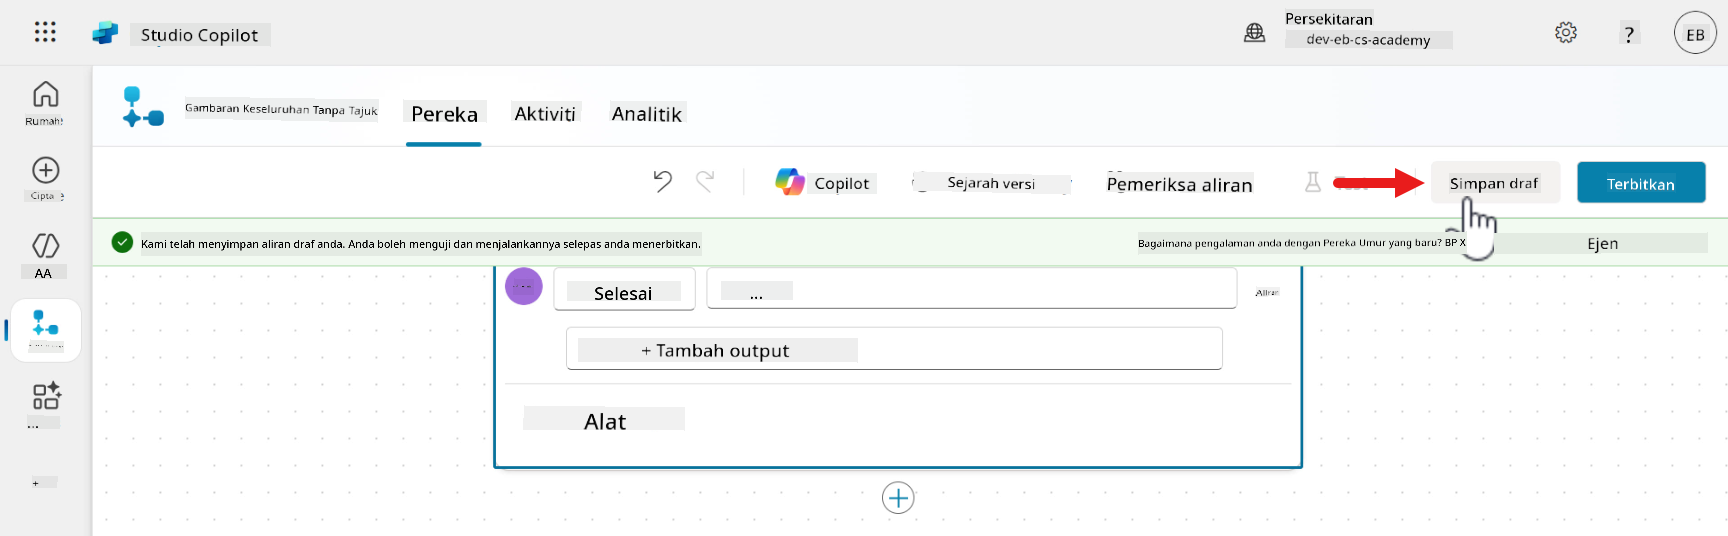 Studio Copilot
Persekitaran
dev-eb-cs-academy
?
EB
Rumah
Cipta
AA
...
+
Gambaran Keseluruhan Tanpa Tajuk
Pereka
Aktiviti
Analitik
Copilot
Sejarah versi
Pemeriksa aliran
Simpan draf
Terbitkan
Kami telah menyimpan aliran draf anda. Anda boleh menguji dan menjalankannya selepas anda menerbitkan.
Bagaimana pengalaman anda dengan Pereka Umur yang baru? BP X
Ejen
Selesai
...
Aliran
+ Tambah output
Alat